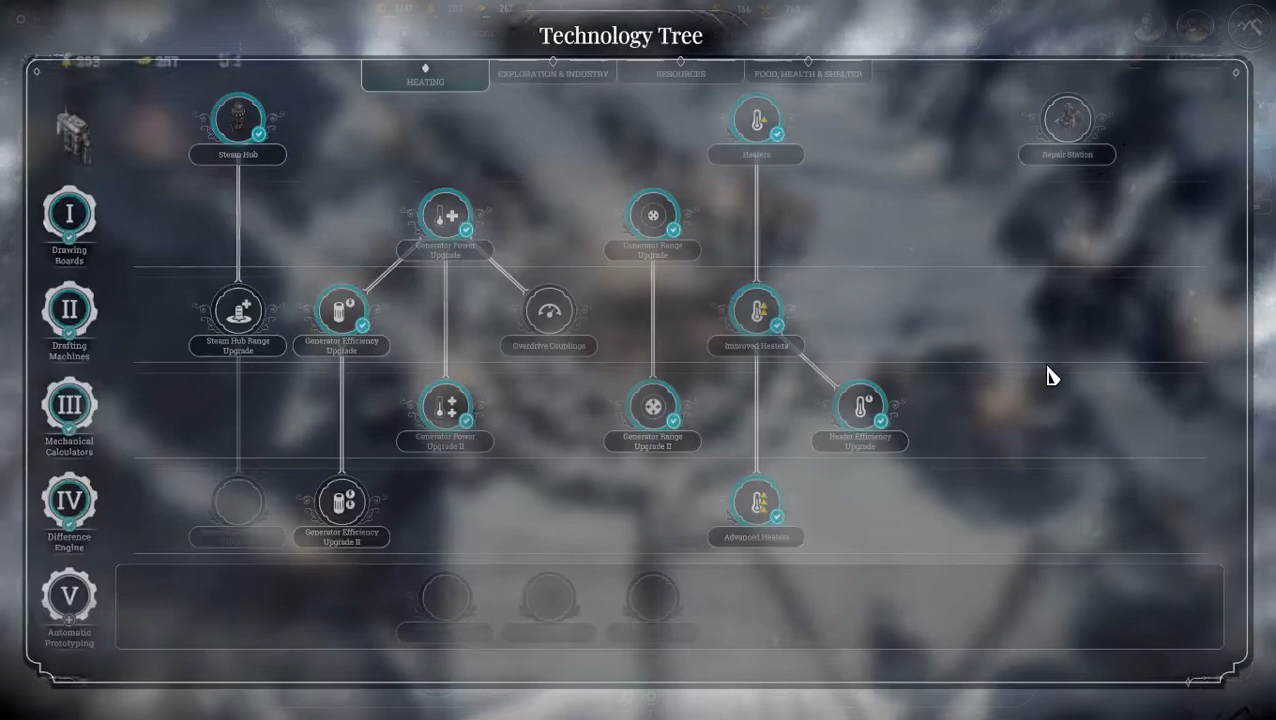 Technology Tree
HEATING
EXPLORATION & INDUSTRY
RESOURCES
FOOD, HEALTH & SHELTER
Steam Hub
Heaters
Repair Station
I
Drawing
Boards
Generator Power
Upgrade
Generator Range
Upgrade
II
Drafting
Machines
Steam Hub Range
Upgrade
Generator Efficiency
Upgrade
Overdrive Couplings
Improved Heaters
III
Mechanical
Calculators
Generator Power
Upgrade II
Generator Range
Upgrade II
Heater Efficiency
Upgrade
IV
Difference
Engine
Generator Efficiency
Upgrade II
Advanced Heaters
V
Automatic
Prototyping